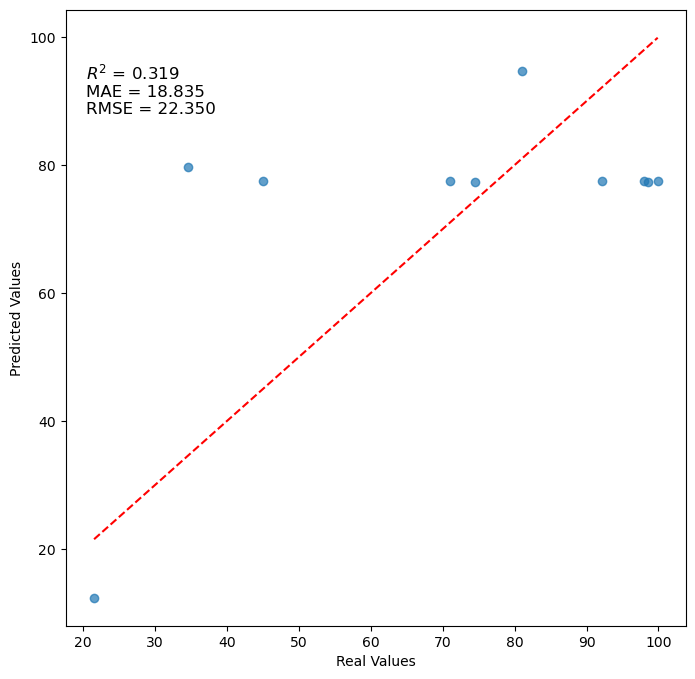 100
80
60
40
20
Predicted Values
R² = 0.319
MAE = 18.835
RMSE = 22.350
20 30 40 50 60 70 80 90 100
Real Values